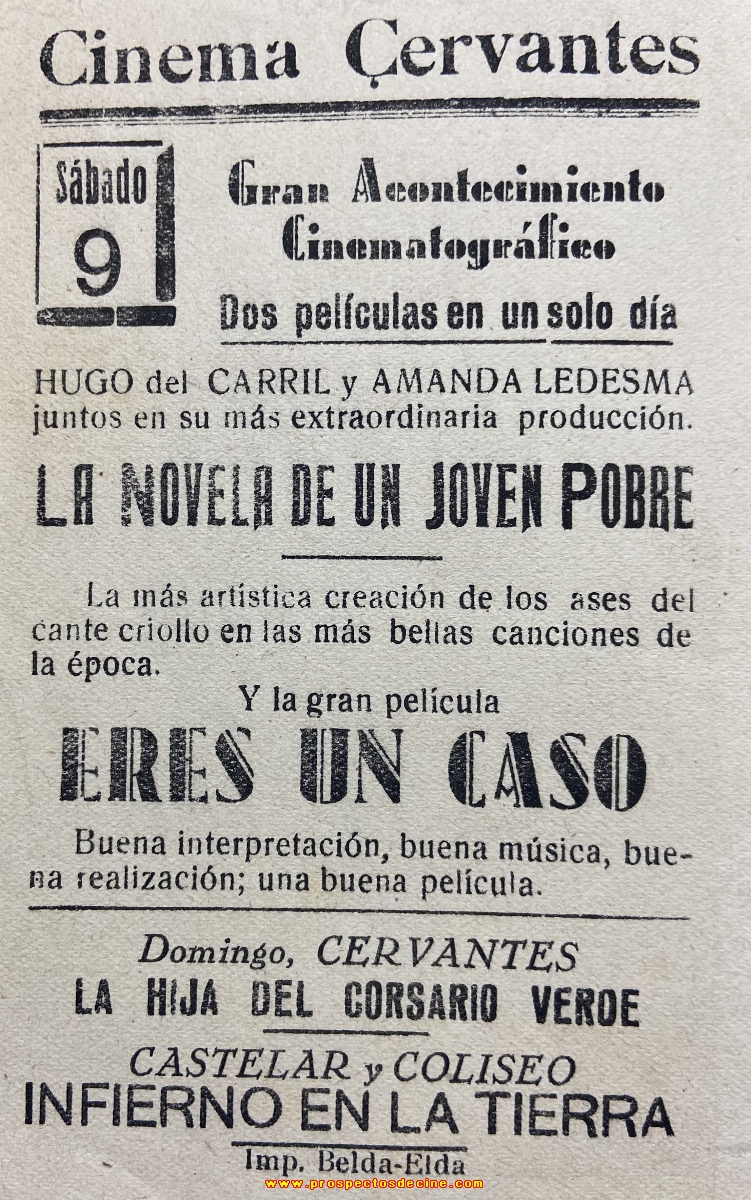 Cinema Cervantes
Sábado
9
Gran Acontecimiento
Cinematográfico
Dos películas en un solo día
HUGO del CARRIL y AMANDA LEDESMA
juntos en su más extraordinaria producción.
LA NOVELA DE UN JOVEN POBRE
La más artística creación de los ases del
cante criollo en las más bellas canciones de
la época.
Y la gran película
ERES UN CASO
Buena interpretación, buena música, bue-
na realización; una buena película.
Domingo, CERVANTES
LA HIJA DEL CORSARIO VERDE
CASTELAR y COLISEO
INFIERNO EN LA TIERRA
Imp. Belda-Elda
www.prospectosdecine.com